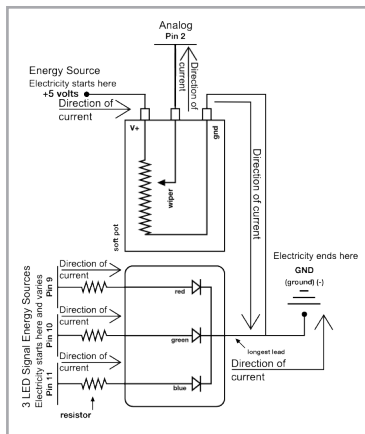 Analog
Pin 2
Energy Source
Electricity starts here
+5 volts
Direction of
current
Direction of
current
V+
gnd
wiper
soft pot
Direction of current
Electricity ends here
GND
(ground) (-)
3 LED Signal Energy Sources
Electricity starts here and varies
Pin 9
Direction of
current
red
Pin 10
Direction of
current
green
longest lead
Direction of
current
Pin 11
Direction of
current
blue
resistor